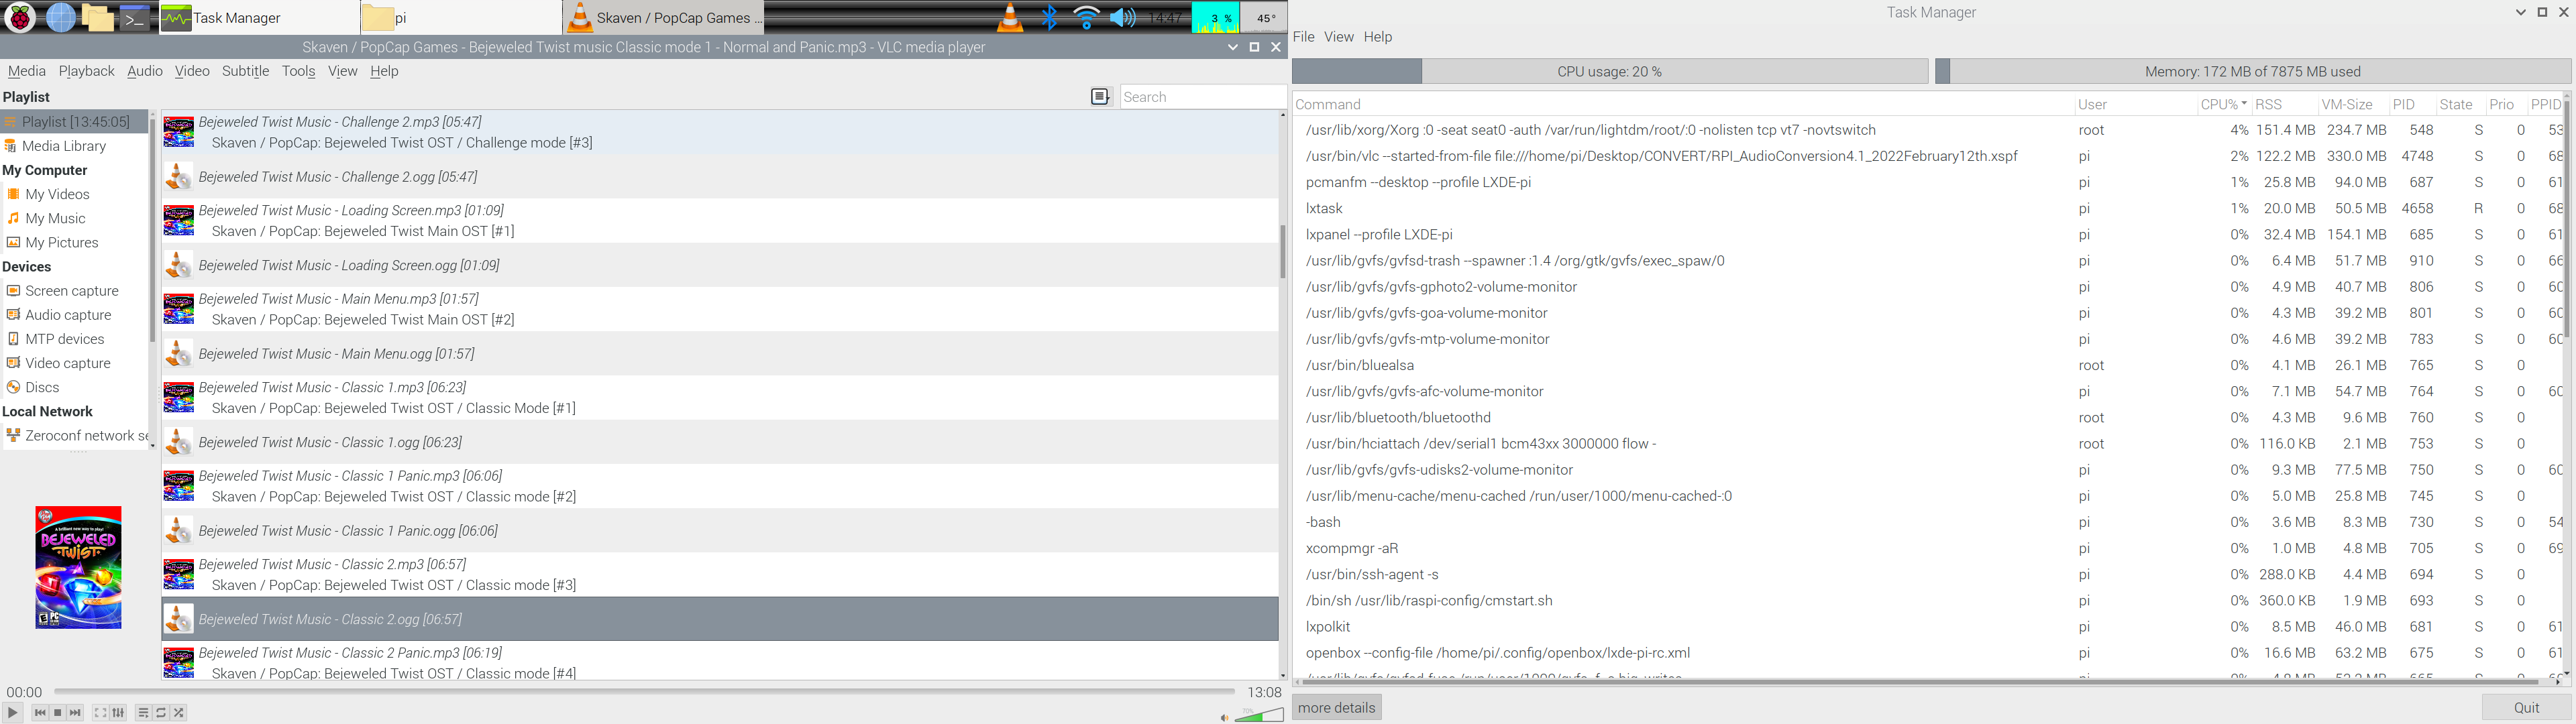 Task Manager
pi
Skaven / PopCap Games ...
14:47
3 %
45°
Skaven / PopCap Games - Bejeweled Twist music Classic mode 1 - Normal and Panic.mp3 - VLC media player
Media Playback Audio Video Subtitle Tools View Help
Playlist
Search
Playlist [13:45:05]
Media Library
My Computer
My Videos
My Music
My Pictures
Devices
Screen capture
Audio capture
MTP devices
Video capture
Discs
Local Network
Zeroconf network se
A brilliant new way to play!
BEJEWELED
TWIST
PC
Bejeweled Twist Music - Challenge 2.mp3 [05:47]
Skaven / PopCap: Bejeweled Twist OST / Challenge mode [#3]
Bejeweled Twist Music - Challenge 2.ogg [05:47]
Bejeweled Twist Music - Loading Screen.mp3 [01:09]
Skaven / PopCap: Bejeweled Twist Main OST [#1]
Bejeweled Twist Music - Loading Screen.ogg [01:09]
Bejeweled Twist Music - Main Menu.mp3 [01:57]
Skaven / PopCap: Bejeweled Twist Main OST [#2]
Bejeweled Twist Music - Main Menu.ogg [01:57]
Bejeweled Twist Music - Classic 1.mp3 [06:23]
Skaven / PopCap: Bejeweled Twist OST / Classic Mode [#1]
Bejeweled Twist Music - Classic 1.ogg [06:23]
Bejeweled Twist Music - Classic 1 Panic.mp3 [06:06]
Skaven / PopCap: Bejeweled Twist OST / Classic mode [#2]
Bejeweled Twist Music - Classic 1 Panic.ogg [06:06]
Bejeweled Twist Music - Classic 2.mp3 [06:57]
Skaven / PopCap: Bejeweled Twist OST / Classic mode [#3]
Bejeweled Twist Music - Classic 2.ogg [06:57]
Bejeweled Twist Music - Classic 2 Panic.mp3 [06:19]
Skaven / PopCap: Bejeweled Twist OST / Classic mode [#4]
00:00
13:08
70%
Task Manager
File View Help
CPU usage: 20 %
Memory: 172 MB of 7875 MB used
Command User CPU% RSS VM-Size PID State Prio PPID
/usr/lib/xorg/Xorg :0 -seat seat0 -auth /var/run/lightdm/root/:0 -nolisten tcp vt7 -novtswitch root 4% 151.4 MB 234.7 MB 548 S 0 53
/usr/bin/vlc --started-from-file file:///home/pi/Desktop/CONVERT/RPI_AudioConversion4.1_2022February12th.xspf pi 2% 122.2 MB 330.0 MB 4748 S 0 68
pcmanfm --desktop --profile LXDE-pi pi 1% 25.8 MB 94.0 MB 687 S 0 61
lxtask pi 1% 20.0 MB 50.5 MB 4658 R 0 68
lxpanel --profile LXDE-pi pi 0% 32.4 MB 154.1 MB 685 S 0 61
/usr/lib/gvfs/gvfsd-trash --spawner :1.4 /org/gtk/gvfs/exec_spaw/0 pi 0% 6.4 MB 51.7 MB 910 S 0 66
/usr/lib/gvfs/gvfs-gphoto2-volume-monitor pi 0% 4.9 MB 40.7 MB 806 S 0 60
/usr/lib/gvfs/gvfs-goa-volume-monitor pi 0% 4.3 MB 39.2 MB 801 S 0 60
/usr/lib/gvfs/gvfs-mtp-volume-monitor pi 0% 4.6 MB 39.2 MB 783 S 0 60
/usr/bin/bluealsa root 0% 4.1 MB 26.1 MB 765 S 0
/usr/lib/gvfs/gvfs-afc-volume-monitor pi 0% 7.1 MB 54.7 MB 764 S 0 60
/usr/lib/bluetooth/bluetoothd root 0% 4.3 MB 9.6 MB 760 S 0
/usr/bin/hciattach /dev/serial1 bcm43xx 3000000 flow - root 0% 116.0 KB 2.1 MB 753 S 0
/usr/lib/gvfs/gvfs-udisks2-volume-monitor pi 0% 9.3 MB 77.5 MB 750 S 0 60
/usr/lib/menu-cache/menu-cached /run/user/1000/menu-cached-:0 pi 0% 5.0 MB 25.8 MB 745 S 0
-bash pi 0% 3.6 MB 8.3 MB 730 S 0 54
xcompmgr -aR pi 0% 1.0 MB 4.8 MB 705 S 0 69
/usr/bin/ssh-agent -s pi 0% 288.0 KB 4.4 MB 694 S 0
/bin/sh /usr/lib/raspi-config/cmstart.sh pi 0% 360.0 KB 1.9 MB 693 S 0
lxpolkit pi 0% 8.5 MB 46.0 MB 681 S 0 61
openbox --config-file /home/pi/.config/openbox/lxde-pi-rc.xml pi 0% 16.6 MB 63.2 MB 675 S 0 61
more details
Quit